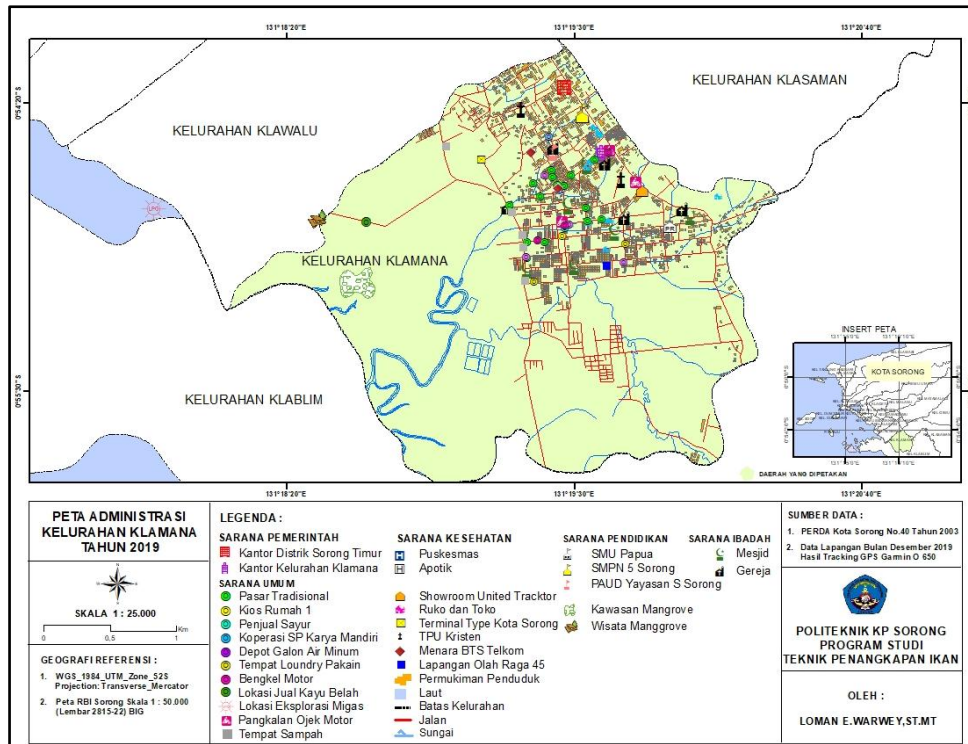 131°18'20"E
131°19'30"E
131°20'40"E
0°54'20"S
0°54'20"S
KELURAHAN KLASAMAN
KELURAHAN KLAWALU
KELURAHAN KLAMANA
KELURAHAN KLABLIM
0°55'30"S
0°55'30"S
INSERT PETA
KOTA SORONG
DAERAH YANG DIPETAKAN
131°18'20"E
131°19'30"E
131°20'40"E
PETA ADMINISTRASI
KELURAHAN KLAMANA
TAHUN 2019
SKALA 1 : 25.000
0 0,5 1
Km
GEOGRAFI REFERENSI :
1. WGS_1984_UTM_Zone_52S
Projection: Transverse_Mercator
2. Peta RBI Sorong Skala 1 : 50.000
(Lembar 2815-22) BIG
LEGENDA :
SARANA PEMERINTAH
Kantor Distrik Sorong Timur
Kantor Kelurahan Klamana
SARANA UMUM
Pasar Tradisional
Kios Rumah 1
Penjual Sayur
Koperasi SP Karya Mandiri
Depot Galon Air Minum
Tempat Loundry Pakain
Bengkel Motor
Lokasi Jual Kayu Belah
Lokasi Eksplorasi Migas
Pangkalan Ojek Motor
Tempat Sampah
SARANA KESEHATAN
Puskesmas
Apotik
Showroom United Tracktor
Ruko dan Toko
Terminal Type Kota Sorong
TPU Kristen
Menara BTS Telkom
Lapangan Olah Raga 45
Permukiman Penduduk
Laut
Batas Kelurahan
Jalan
Sungai
SARANA PENDIDIKAN
SMU Papua
SMPN 5 Sorong
PAUD Yayasan S Sorong
Kawasan Mangrove
Wisata Manggrove
SARANA IBADAH
Mesjid
Gereja
SUMBER DATA :
1. PERDA Kota Sorong No.40 Tahun 2003
2. Data Lapangan Bulan Desember 2019
Hasil Tracking GPS Garmin O 650
POLITEKNIK KP SORONG
PROGRAM STUDI
TEKNIK PENANGKAPAN IKAN
OLEH :
LOMAN E.WARWEY,ST.MT